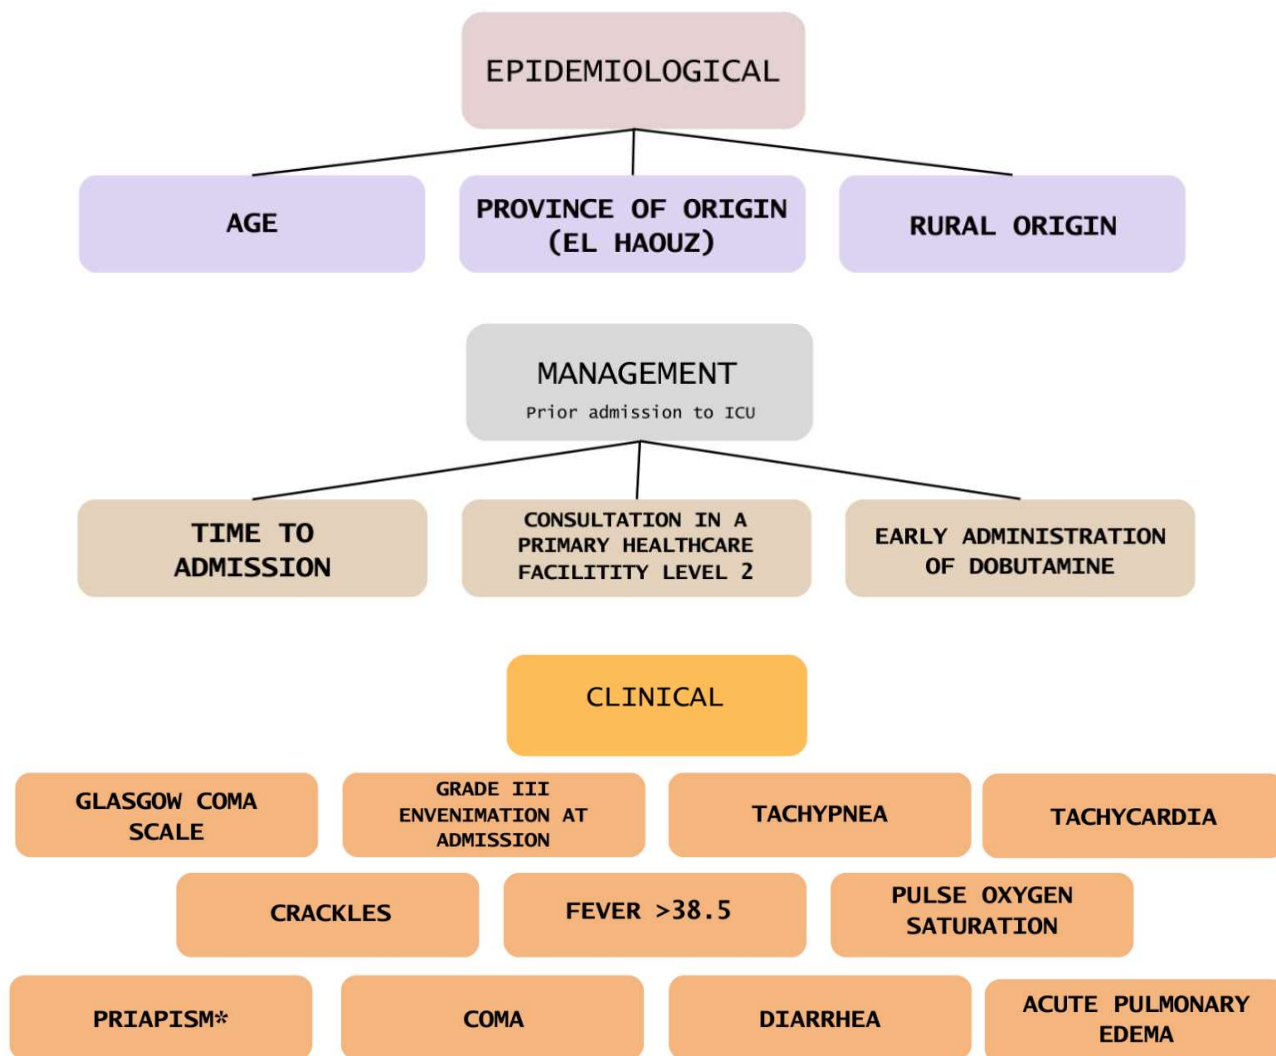 EPIDEMIOLOGICAL
AGE
PROVINCE OF ORIGIN
(EL HAOUZ)
RURAL ORIGIN
MANAGEMENT
Prior admission to ICU
TIME TO
ADMISSION
CONSULTATION IN A
PRIMARY HEALTHCARE
FACILITITY LEVEL 2
EARLY ADMINISTRATION
OF DOBUTAMINE
CLINICAL
GLASGOW COMA
SCALE
GRADE III
ENVENIMATION AT
ADMISSION
TACHYPNEA
TACHYCARDIA
CRACKLES
FEVER >38.5
PULSE OXYGEN
SATURATION
PRIAPISM*
COMA
DIARRHEA
ACUTE PULMONARY
EDEMA